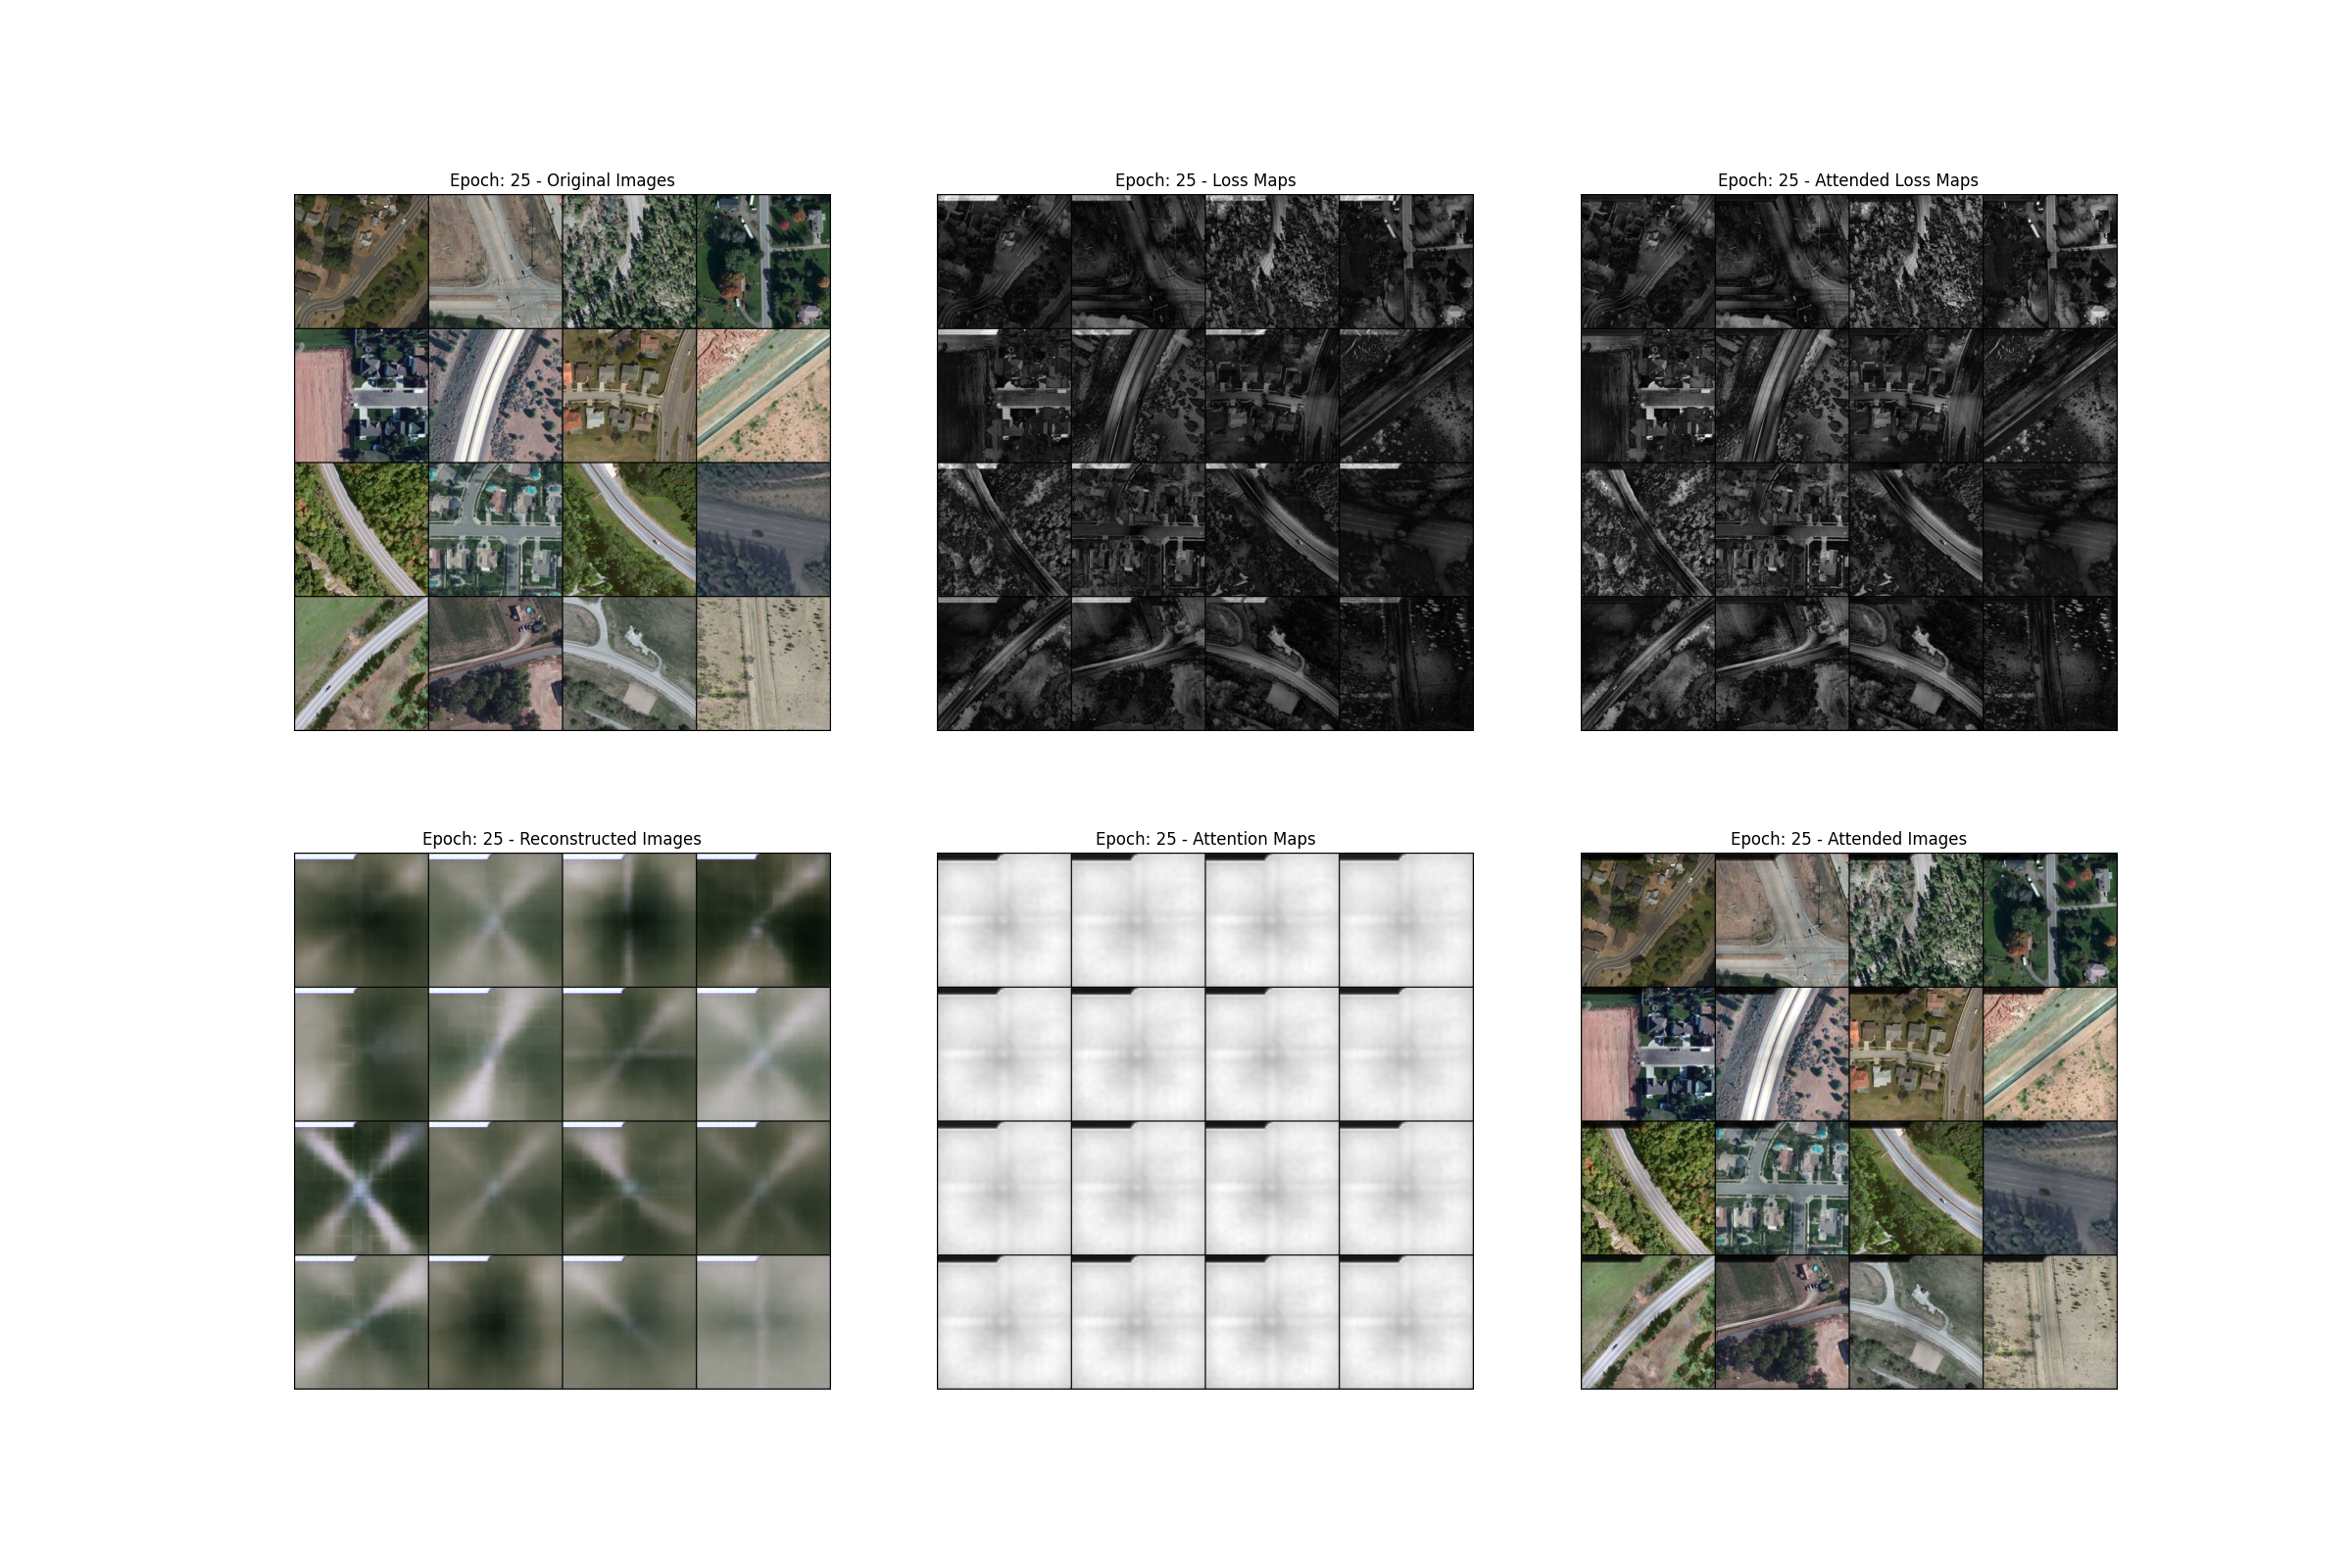 Epoch: 25 - Original Images
Epoch: 25 - Loss Maps
Epoch: 25 - Attended Loss Maps
Epoch: 25 - Reconstructed Images
Epoch: 25 - Attention Maps
Epoch: 25 - Attended Images